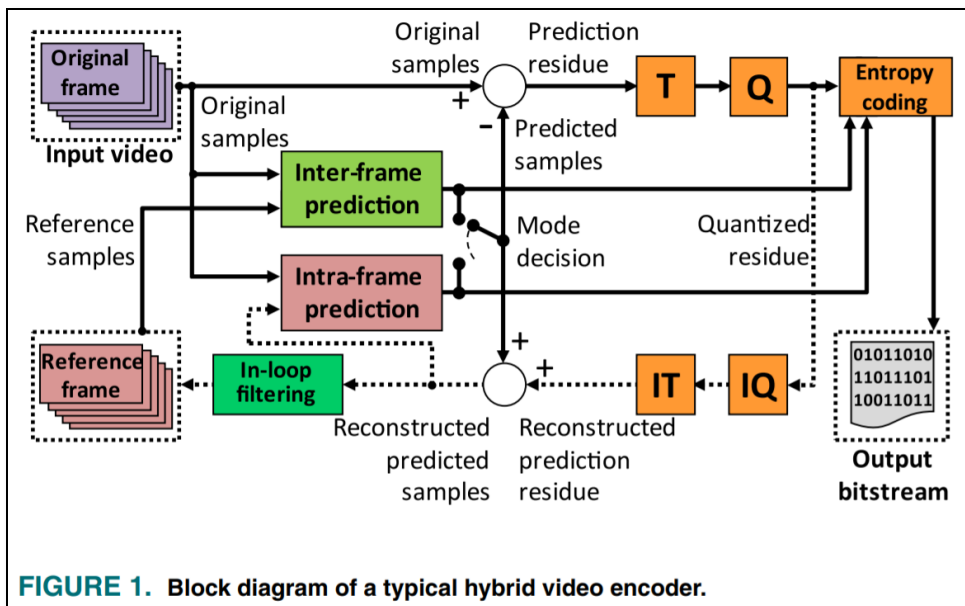 Original
frame
Input video
Original
samples
Original
samples
+
-
Prediction
residue
T
Q
Entropy
coding
Predicted
samples
Inter-frame
prediction
Reference
samples
Mode
decision
Quantized
residue
Intra-frame
prediction
Reference
frame
In-loop
filtering
+
+
IT
IQ
01011010
11011101
10011011
Reconstructed
predicted
samples
Reconstructed
prediction
residue
Output
bitstream
FIGURE 1. Block diagram of a typical hybrid video encoder.